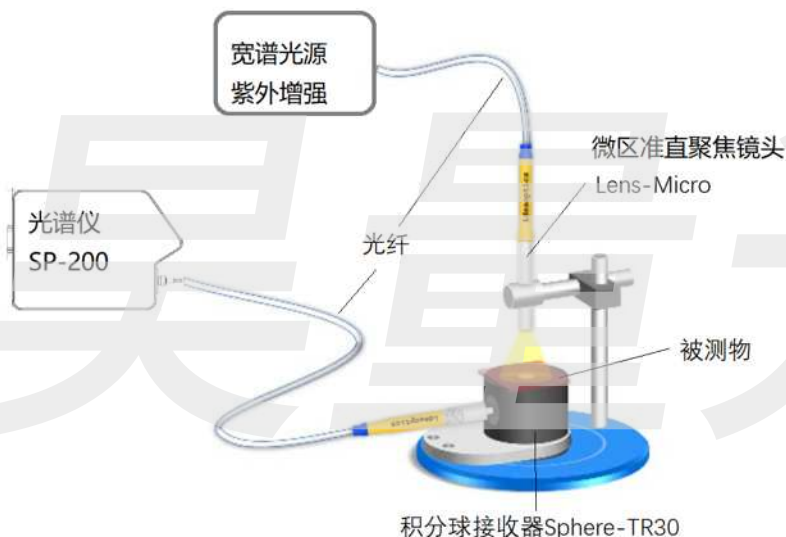 宽谱光源
紫外增强
微区准直聚焦镜头
Lens-Micro
光谱仪
SP-200
光纤
被测物
积分球接收器Sphere-TR30